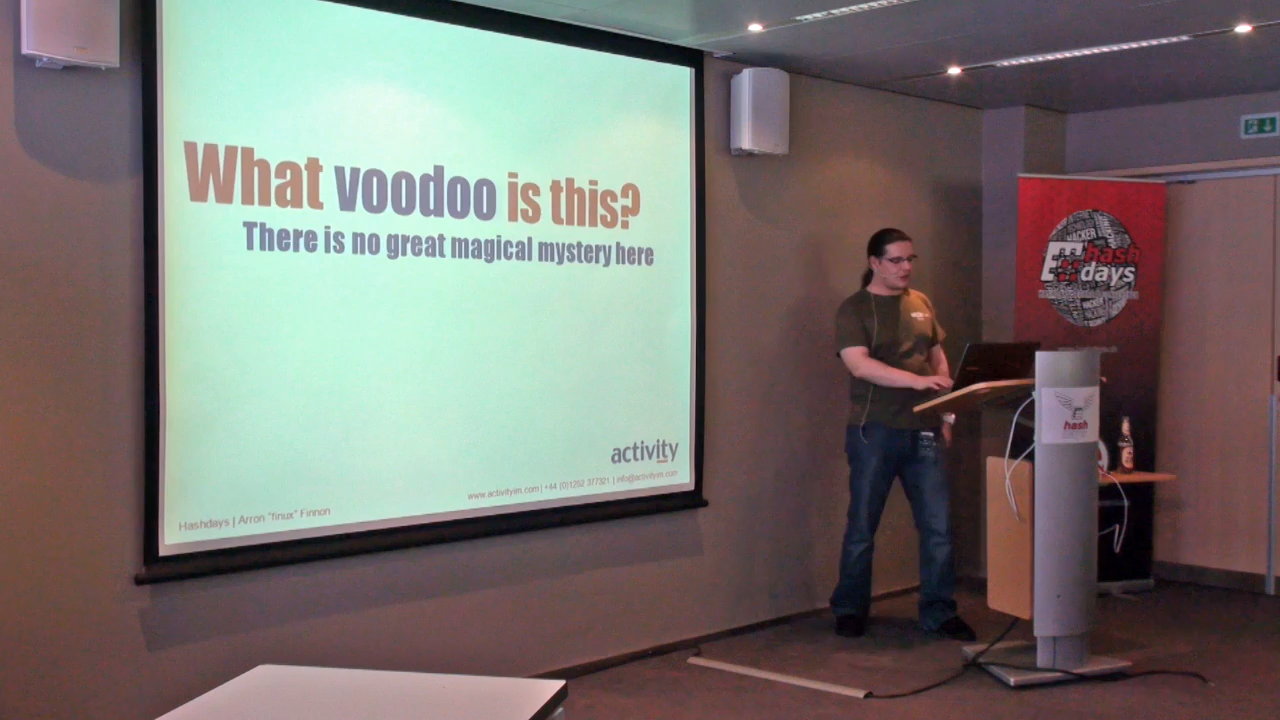 What voodoo is this?
There is no great magical mystery here
activity
www.activityim.com | +44 (0)1252 377321 | info@activityim.com
Hashdays | Arron "finux" Finnon
HACKER
hash
days
hash